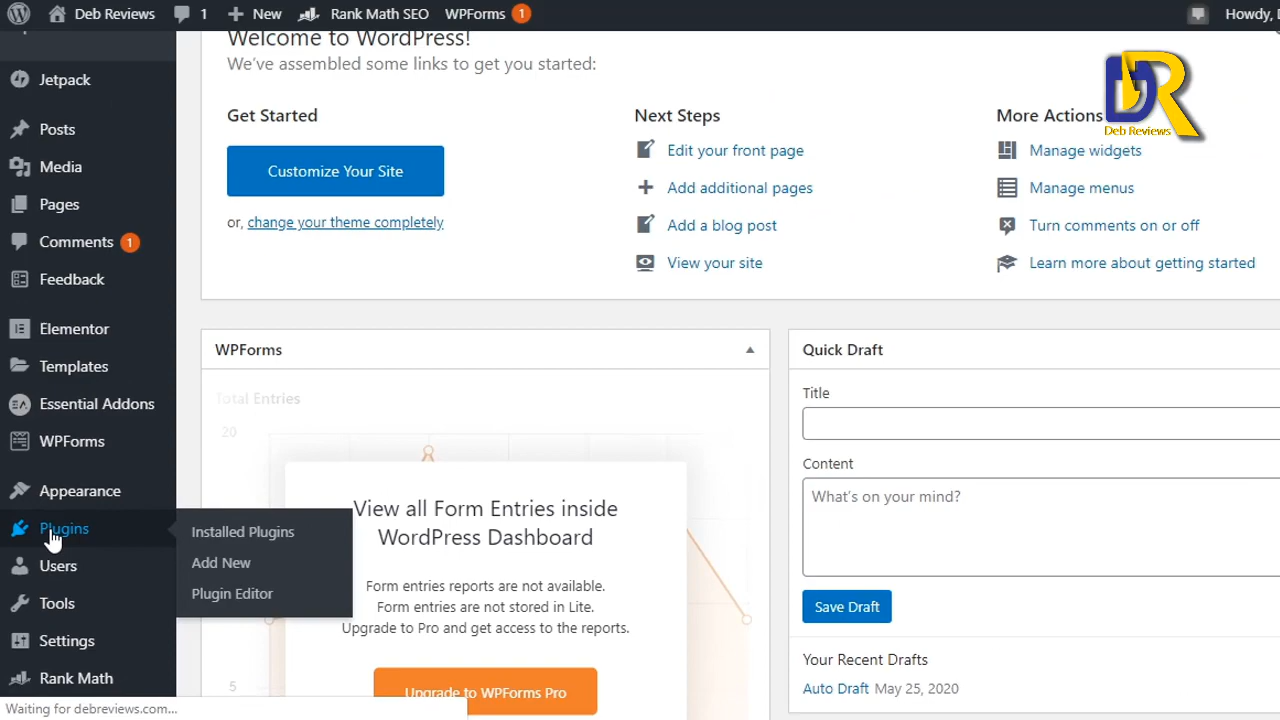 Deb Reviews 1 New Rank Math SEO WPForms 1 Howdy,
Welcome to WordPress!
We've assembled some links to get you started:
Get Started
Customize Your Site
or, change your theme completely
Next Steps
Edit your front page
Add additional pages
Add a blog post
View your site
More Actions
Manage widgets
Manage menus
Turn comments on or off
Learn more about getting started
DR
Deb Reviews
Jetpack
Posts
Media
Pages
Comments 1
Feedback
Elementor
Templates
Essential Addons
WPForms
Appearance
Plugins
Users
Tools
Settings
Rank Math
Installed Plugins
Add New
Plugin Editor
WPForms
Total Entries
20
5
View all Form Entries inside
WordPress Dashboard
Form entries reports are not available.
Form entries are not stored in Lite.
Upgrade to Pro and get access to the reports.
Upgrade to WPForms Pro
Quick Draft
Title
Content
What's on your mind?
Save Draft
Your Recent Drafts
Auto Draft May 25, 2020
Waiting for debreviews.com...